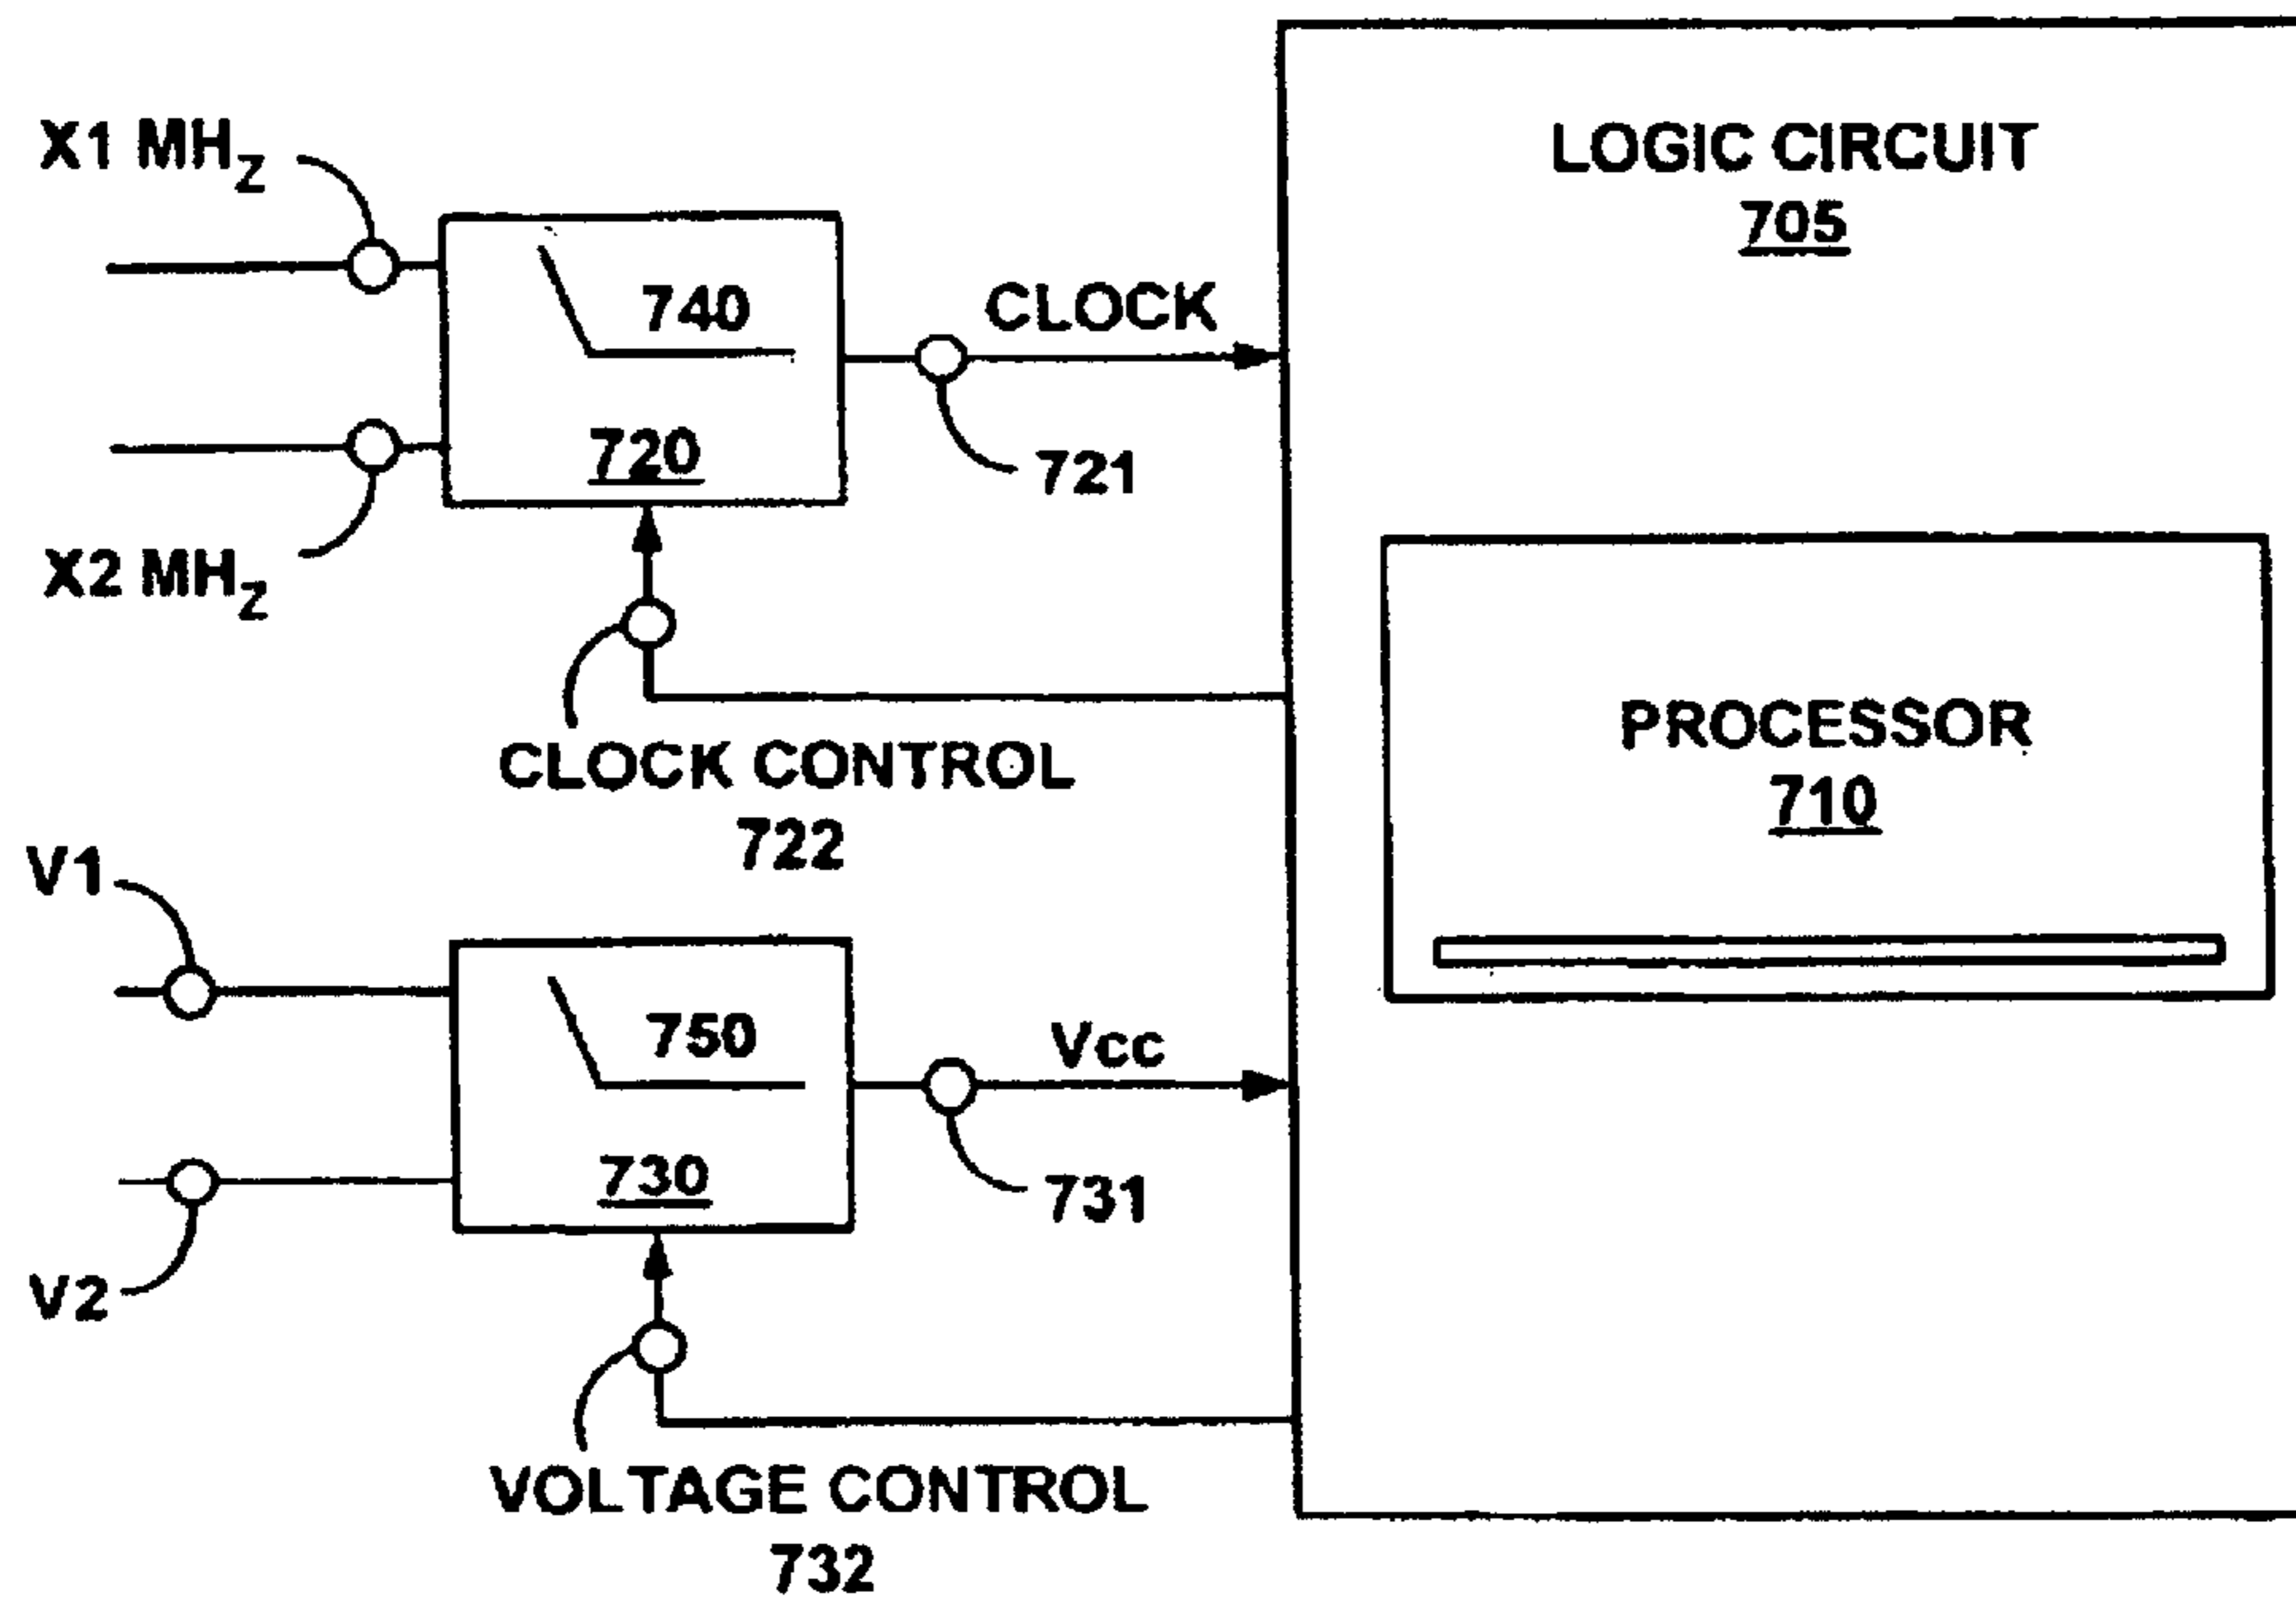 X1 MHZ
LOGIC CIRCUIT
705
740
CLOCK
720
721
X2 MHZ
CLOCK CONTROL
722
PROCESSOR
710
V1
750
Vcc
730
731
V2
VOLTAGE CONTROL
732